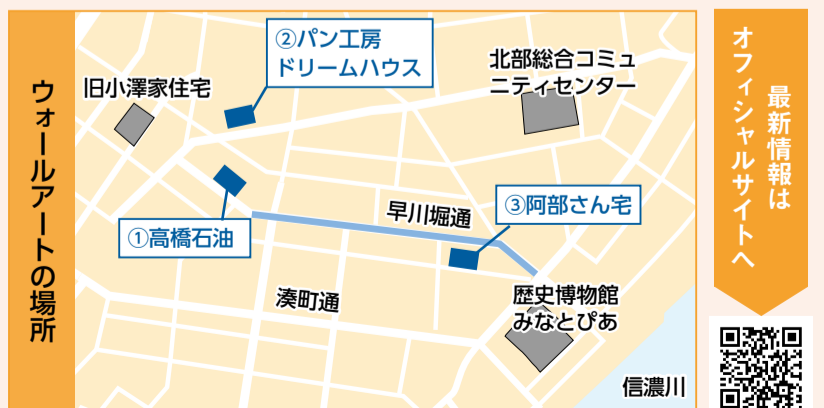 ウォールアートの場所
②パン工房
ドリームハウス
旧小澤家住宅
北部総合コミュ
ニティセンター
①高橋石油
早川堀通
③阿部さん宅
湊町通
歴史博物館
みなとぴあ
信濃川
最新情報は
オフィシャルサイトへ